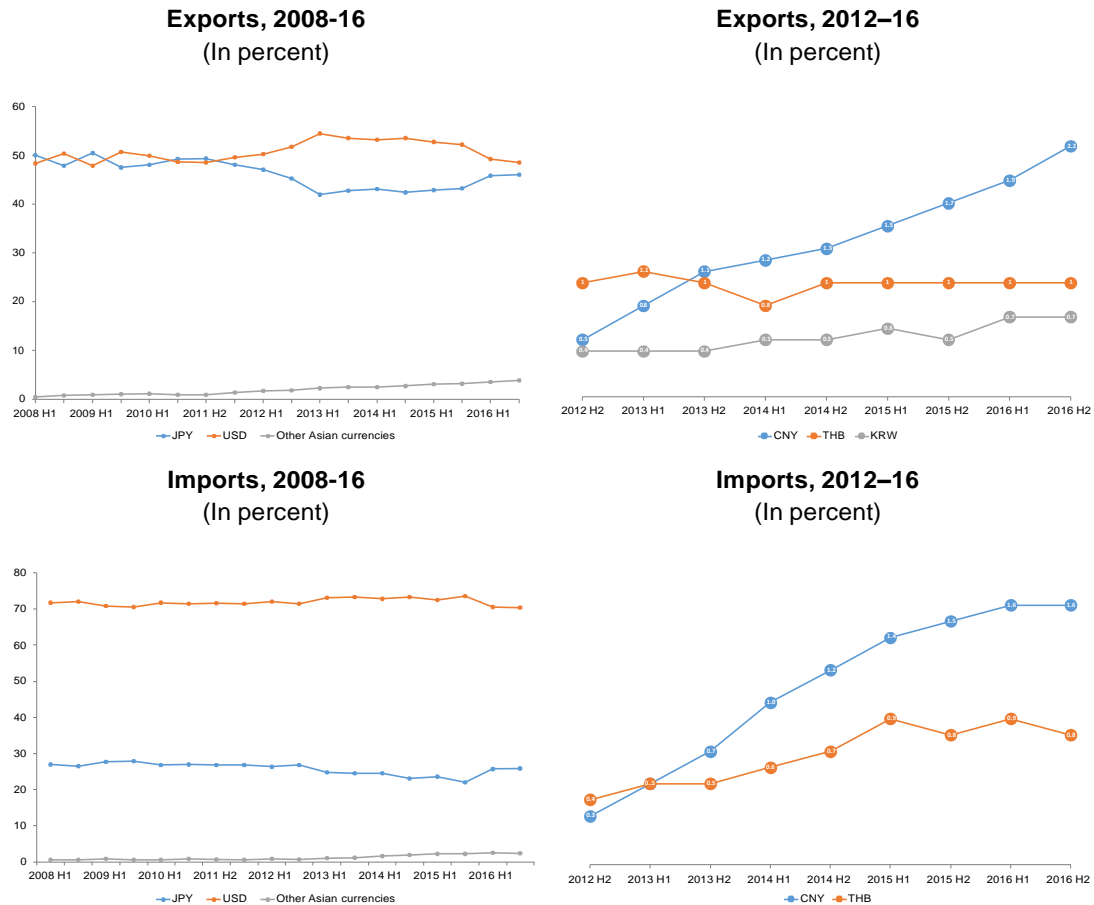 Exports, 2008-16
(In percent)
60
50
40
30
20
10
0
2008 H1 2009 H1 2010 H1 2011 H2 2012 H1 2013 H1 2014 H1 2015 H1 2016 H1
JPY USD Other Asian currencies
Exports, 2012–16
(In percent)
0.5 0.8 1.1 1.2 1.3 1.5 1.7 1.9 2.2
1 1.1 1 0.8 1 1 1 1 1
0.4 0.4 0.4 0.5 0.5 0.6 0.5 0.7 0.7
2012 H2 2013 H1 2013 H2 2014 H1 2014 H2 2015 H1 2015 H2 2016 H1 2016 H2
CNY THB KRW
Imports, 2008-16
(In percent)
80
70
60
50
40
30
20
10
0
2008 H1 2009 H1 2010 H1 2011 H2 2012 H1 2013 H1 2014 H1 2015 H1 2016 H1
JPY USD Other Asian currencies
Imports, 2012–16
(In percent)
0.3 0.7 1.0 1.2 1.4 1.5 1.6 1.6
0.4 0.5 0.5 0.6 0.7 0.9 0.8 0.9 0.8
2012 H2 2013 H1 2013 H2 2014 H1 2014 H2 2015 H1 2015 H2 2016 H1 2016 H2
CNY THB